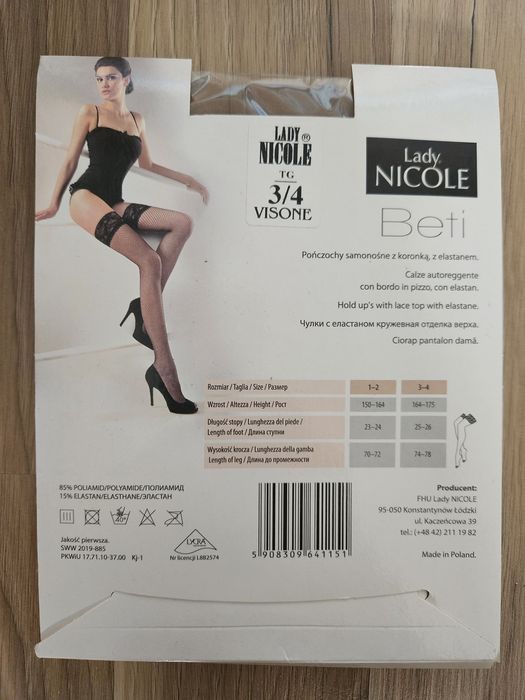 LADY ®
NICOLE
TG
3/4
VISONE
Lady
NICOLE
Beti
Pończochy samonośne z koronką, z elastanem.
Calze autoreggente
con bordo in pizzo, con elastan.
Hold up's with lace top with elastane.
Чулки с еластаном кружевная отделка верха.
Ciorap pantalon damă.
Rozmiar / Taglia / Size / Размер 1–2 3–4
Wzrost / Altezza / Height / Рост 150–164 164–175
Długość stopy / Lunghezza del piede /
Length of foot / Длина ступни 23–24 25–26
Wysokość krocza / Lunghezza della gamba
Length of leg / Длина до промежности 70–72 74–78
85% POLIAMID/POLYAMIDE/ПОЛИАМИД
15% ELASTAN/ELASTHANE/ЭЛАСТАН
40°
Jakość pierwsza.
SWW 2019-885
PKWiU 17.71.10-37.00 Kj-1
LYCRA
Nr licencji L882574
5 908309 641151
Producent:
FHU Lady NICOLE
95-050 Konstantynów Łódzki
ul. Kaczeńcowa 39
tel.: (+48 42) 211 19 82
Made in Poland.